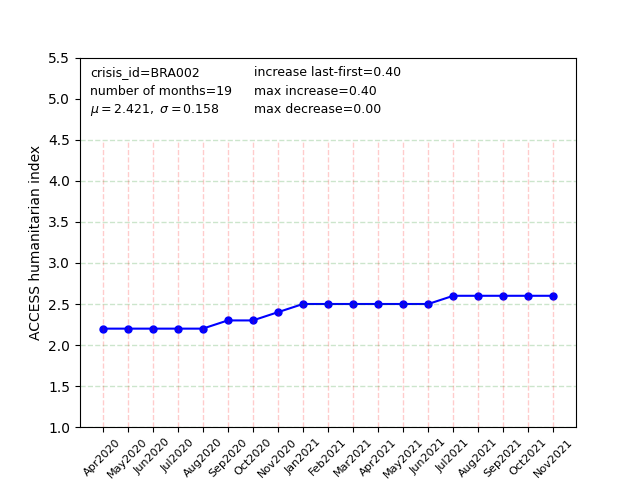 crisis_id=BRA002
number of months=19
μ = 2.421, σ =0.158
increase last-first=0.40
max increase=0.40
max decrease=0.00
ACCESS humanitarian index
5.5
5.0
4.5
4.0
3.5
3.0
2.5
2.0
1.5
1.0
Apr2020
May2020
Jun2020
Jul2020
Aug2020
Sep2020
Oct2020
Nov2020
Jan2021
Feb2021
Mar2021
Apr2021
May2021
Jun2021
Jul2021
Aug2021
Sep2021
Oct2021
Nov2021